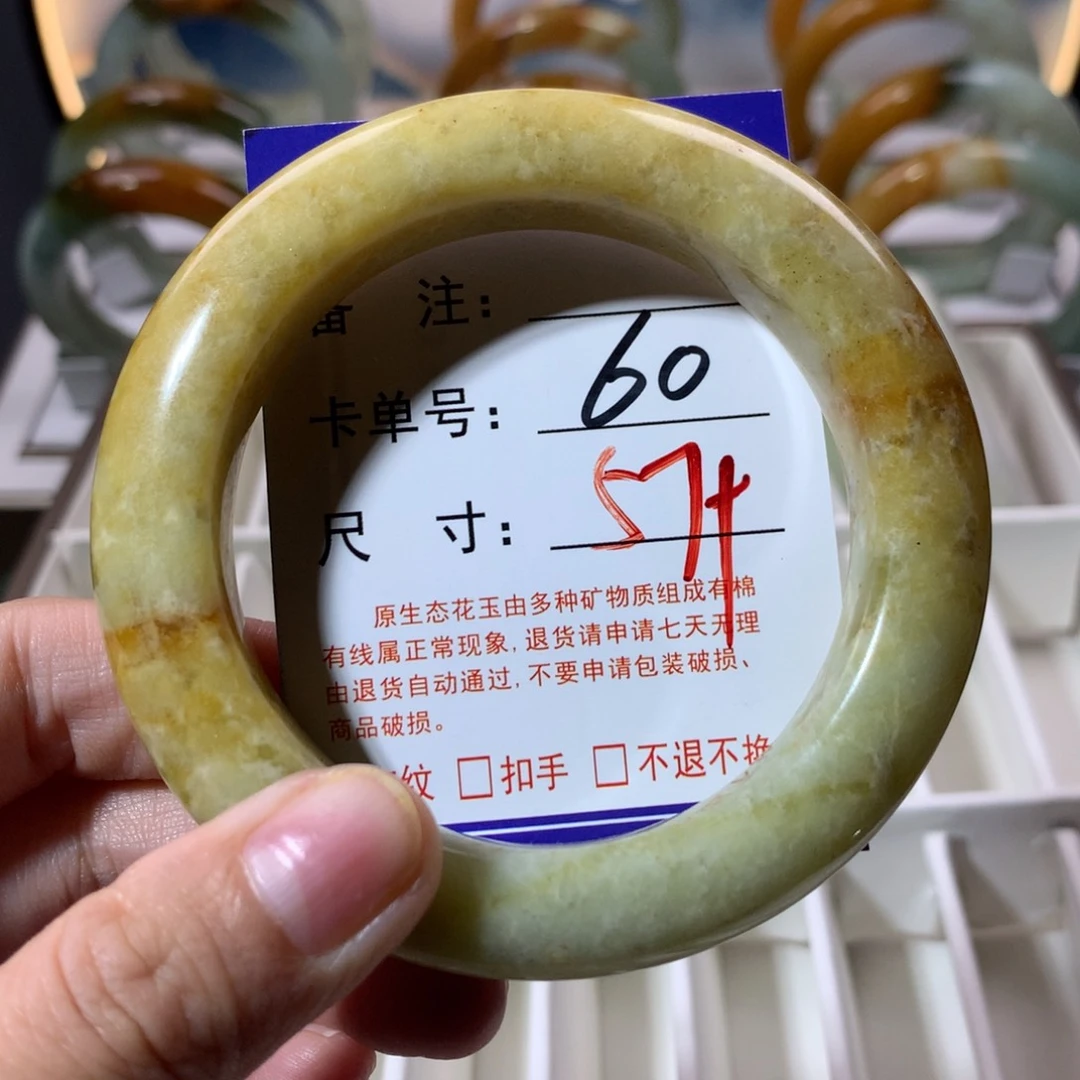 备 注：
卡单号： 60
尺 寸： 57+
原生态花玉由多种矿物质组成有棉
有线属正常现象，退货请申请七天无理
由退货自动通过，不要申请包装破损、
商品破损。
纹 □扣手 □不退不换